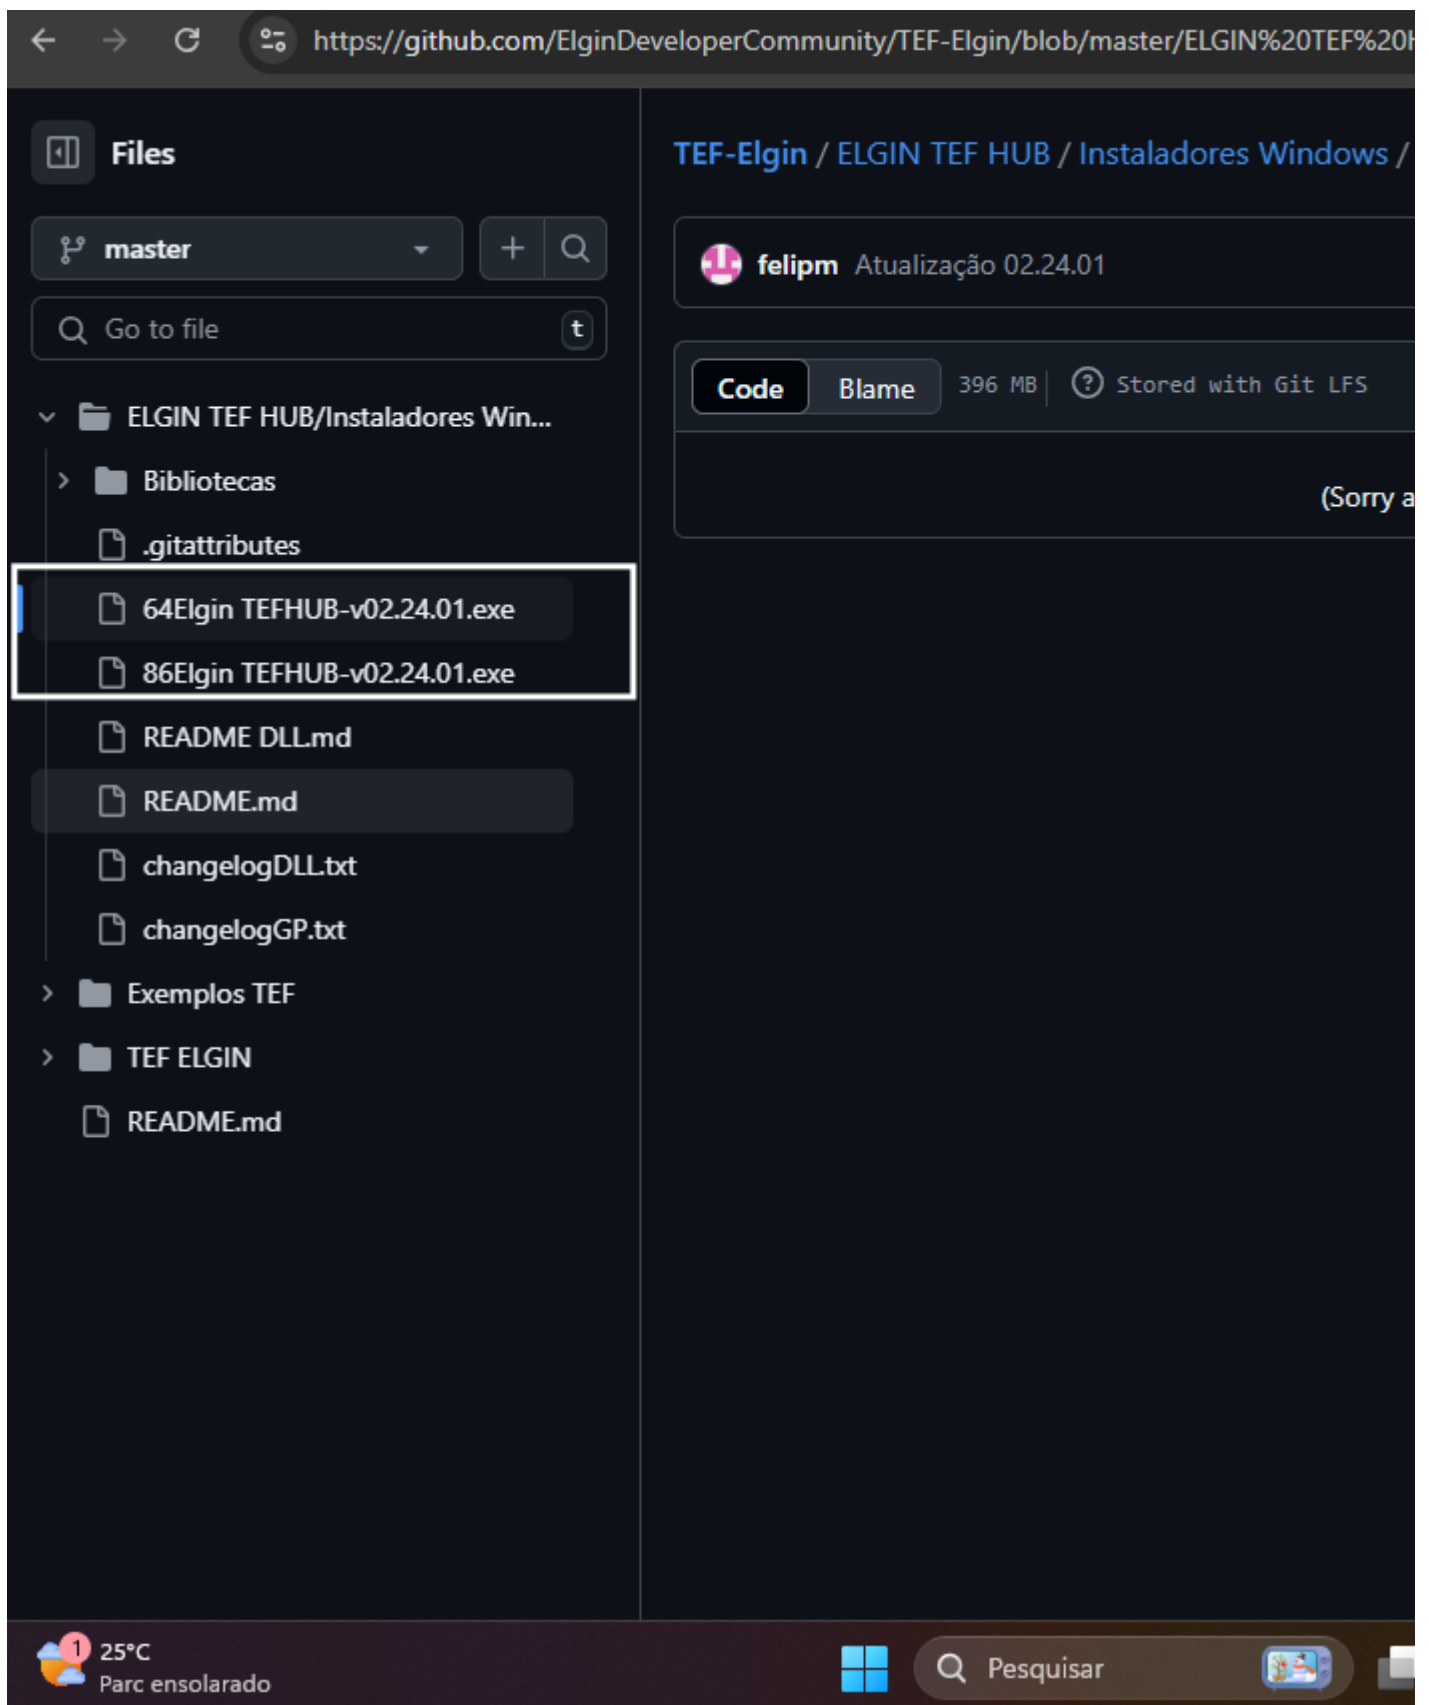 https://github.com/ElginDeveloperCommunity/TEF-Elgin/blob/master/ELGIN%20TEF%20H
Files
master
Go to file
t
ELGIN TEF HUB/Instaladores Win...
Bibliotecas
.gitattributes
64Elgin TEFHUB-v02.24.01.exe
86Elgin TEFHUB-v02.24.01.exe
README DLL.md
README.md
changelogDLL.txt
changelogGP.txt
Exemplos TEF
TEF ELGIN
README.md
TEF-Elgin / ELGIN TEF HUB / Instaladores Windows /
felipm Atualização 02.24.01
Code Blame 396 MB Stored with Git LFS
(Sorry a
1
25°C
Parc ensolarado
Pesquisar